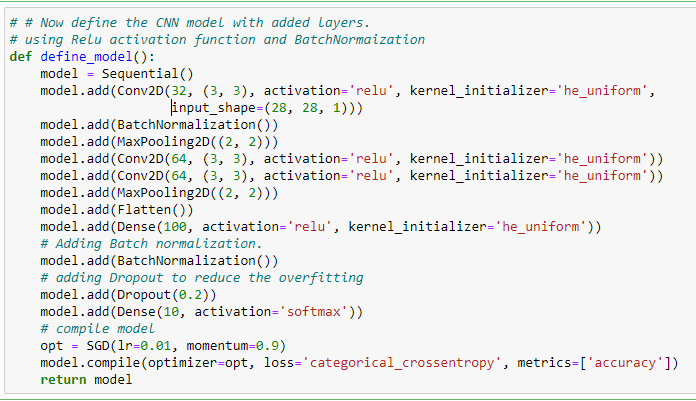 # # Now define the CNN model with added layers.
# using Relu activation function and BatchNormaization
def define_model():
    model = Sequential()
    model.add(Conv2D(32, (3, 3), activation='relu', kernel_initializer='he_uniform',
                     input_shape=(28, 28, 1)))
    model.add(BatchNormalization())
    model.add(MaxPooling2D((2, 2)))
    model.add(Conv2D(64, (3, 3), activation='relu', kernel_initializer='he_uniform'))
    model.add(Conv2D(64, (3, 3), activation='relu', kernel_initializer='he_uniform'))
    model.add(MaxPooling2D((2, 2)))
    model.add(Flatten())
    model.add(Dense(100, activation='relu', kernel_initializer='he_uniform'))
    # Adding Batch normalization.
    model.add(BatchNormalization())
    # adding Dropout to reduce the overfitting
    model.add(Dropout(0.2))
    model.add(Dense(10, activation='softmax'))
    # compile model
    opt = SGD(lr=0.01, momentum=0.9)
    model.compile(optimizer=opt, loss='categorical_crossentropy', metrics=['accuracy'])
    return model